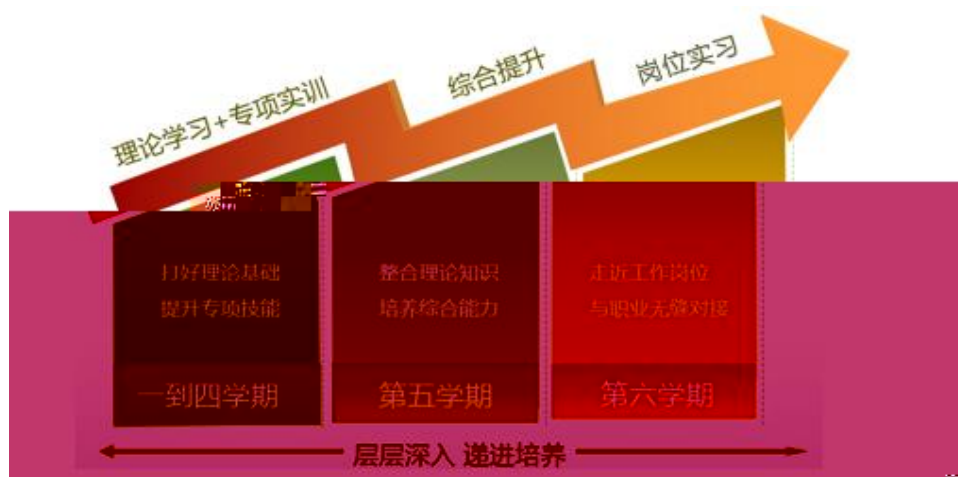 理论学习+专项实训
综合提升
岗位实习
打好理论基础
提升专项技能
整合理论知识
培养综合能力
走近工作岗位
与职业无缝对接
一到四学期
第五学期
第六学期
层层深入 递进培养